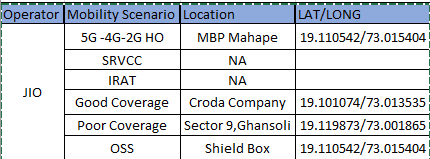 Operator Mobility Scenario Location LAT/LONG
5G -4G-2G HO MBP Mahape 19.110542/73.015404
SRVCC NA
IRAT NA
JIO
Good Coverage Croda Company 19.101074/73.013535
Poor Coverage Sector 9,Ghansoli 19.119873/73.001865
OSS Shield Box 19.110542/73.015404